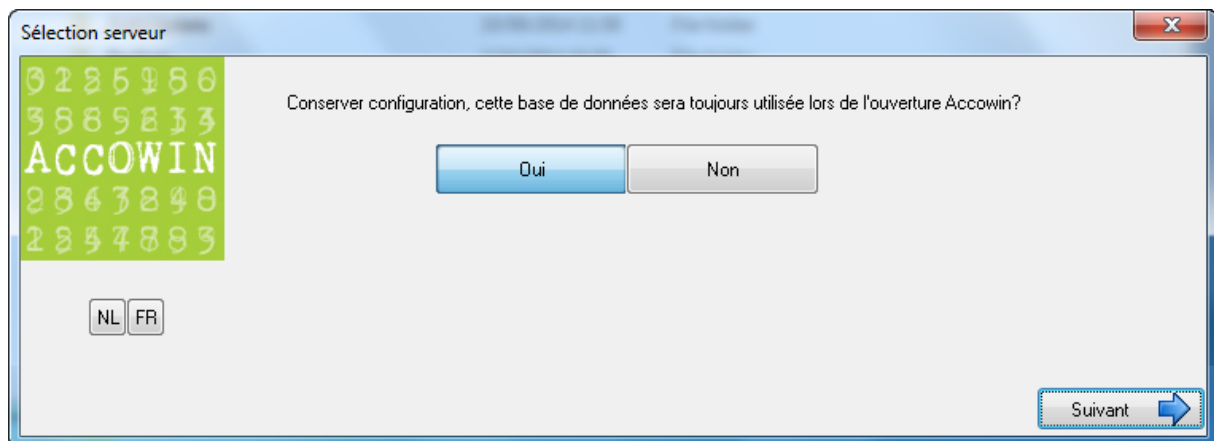 Sélection serveur
Conserver configuration, cette base de données sera toujours utilisée lors de l'ouverture Accowin?
ACCOWIN
Oui
Non
NL
FR
Suivant